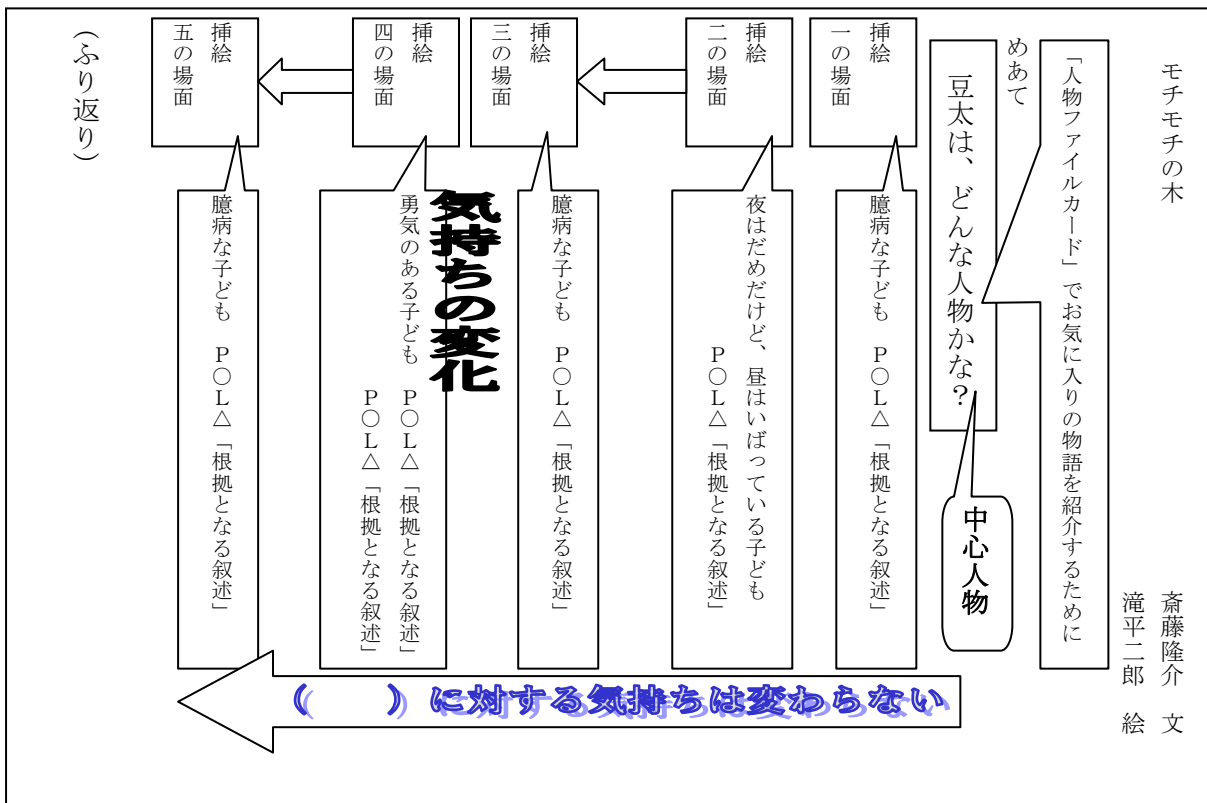 モチモチの木
斎藤隆介　文
滝平二郎　絵
「人物ファイルカード」でお気に入りの物語を紹介するために
めあて
豆太は、どんな人物かな？
中心人物
挿絵
一の場面
臆病な子ども　Ｐ○Ｌ△「根拠となる叙述」
挿絵
二の場面
夜はだめだけど、昼はいばっている子ども
Ｐ○Ｌ△「根拠となる叙述」
挿絵
三の場面
臆病な子ども　Ｐ○Ｌ△「根拠となる叙述」
気持ちの変化
挿絵
四の場面
勇気のある子ども　Ｐ○Ｌ△「根拠となる叙述」
Ｐ○Ｌ△「根拠となる叙述」
挿絵
五の場面
臆病な子ども　Ｐ○Ｌ△「根拠となる叙述」
（　　）に対する気持ちは変わらない
（ふり返り）